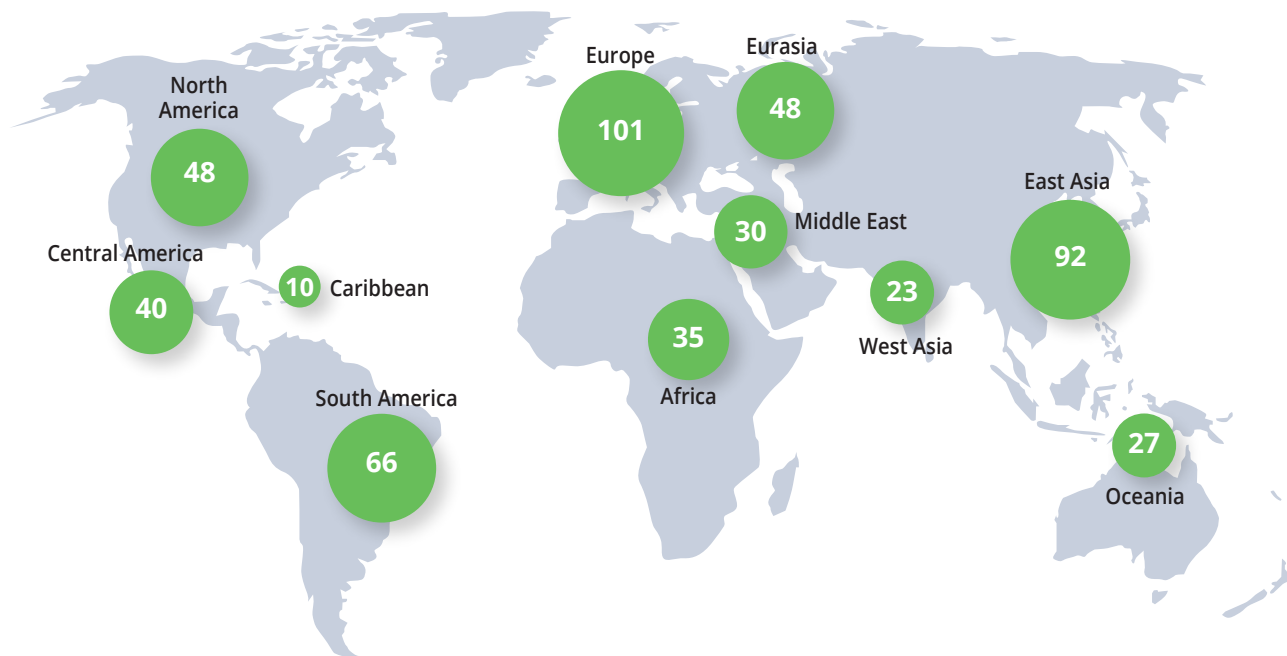 Europe
101
Eurasia
48
North
America
48
East Asia
92
Middle East
30
Central America
40
10
Caribbean
23
West Asia
35
Africa
South America
66
27
Oceania